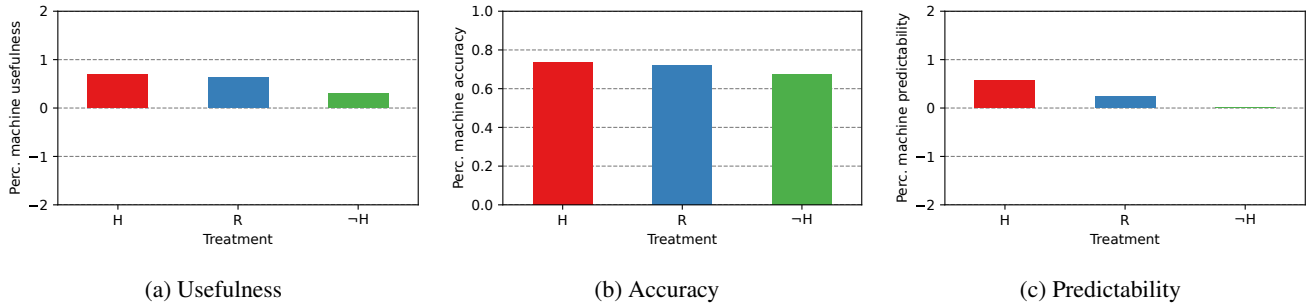 2
1
0
−1
−2
Perc. machine usefulness
H
R
¬H
Treatment
(a) Usefulness
1.0
0.8
0.6
0.4
0.2
0.0
Perc. machine accuracy
H
R
¬H
Treatment
(b) Accuracy
2
1
0
−1
−2
Perc. machine predictability
H
R
¬H
Treatment
(c) Predictability